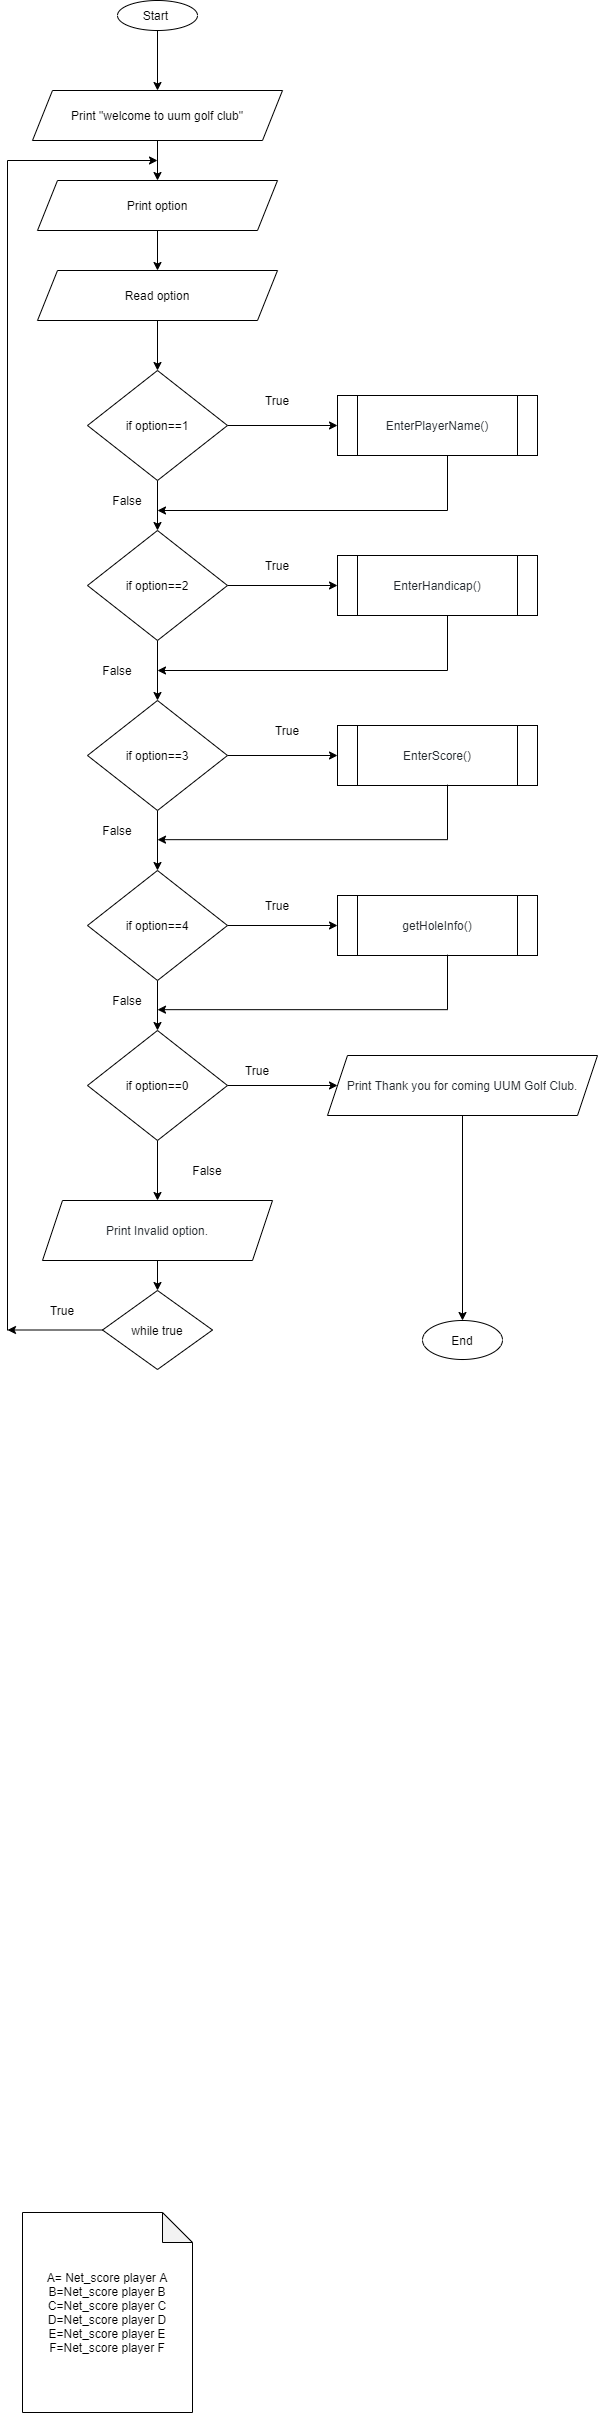 Start
Print "welcome to uum golf club"
Print option
Read option
if option==1
True
EnterPlayerName()
False
if option==2
True
EnterHandicap()
False
if option==3
True
EnterScore()
False
if option==4
True
getHoleInfo()
False
if option==0
True
Print Thank you for coming UUM Golf Club.
False
Print Invalid option.
True
while true
End
A= Net_score player A
B=Net_score player B
C=Net_score player C
D=Net_score player D
E=Net_score player E
F=Net_score player F